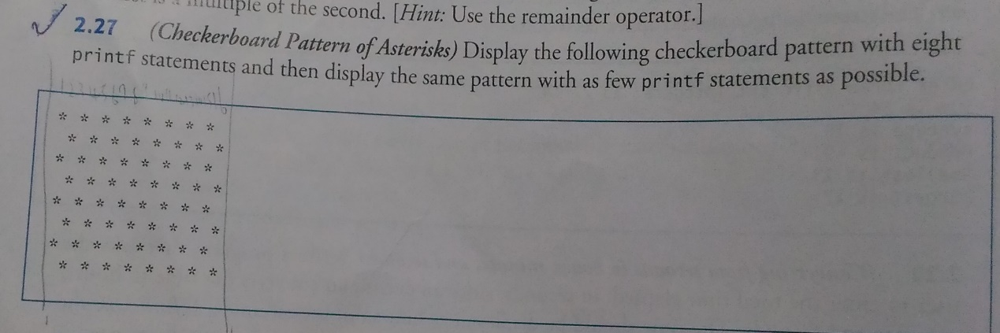 multiple of the second. [Hint: Use the remainder operator.]
2.27 (Checkerboard Pattern of Asterisks) Display the following checkerboard pattern with eight
printf statements and then display the same pattern with as few printf statements as possible.
* * * * * * * *
 * * * * * * * *
* * * * * * * *
 * * * * * * * *
* * * * * * * *
 * * * * * * * *
* * * * * * * *
 * * * * * * * *